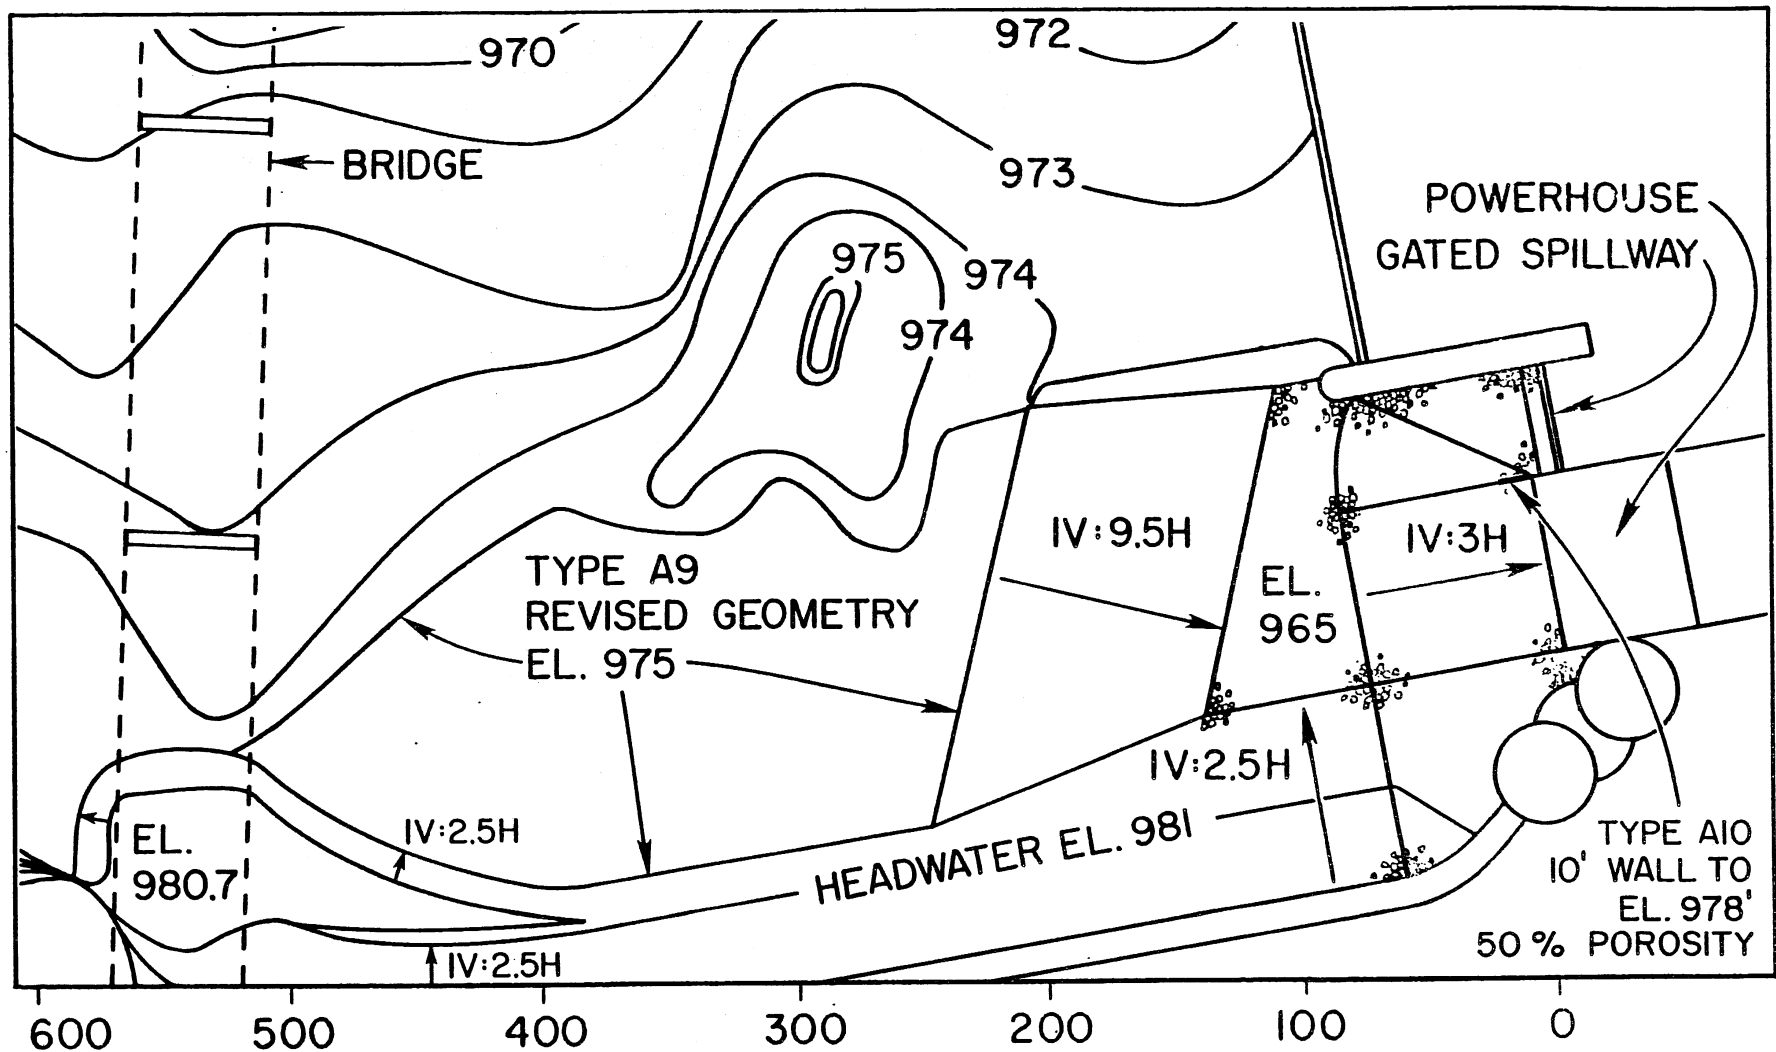 970
972
BRIDGE
973
POWERHOUSE
GATED SPILLWAY
975
974
974
IV:9.5H
IV:3H
TYPE A9
REVISED GEOMETRY
EL. 975
EL.
965
IV:2.5H
HEADWATER EL. 981
IV:2.5H
EL.
980.7
TYPE A10
10' WALL TO
EL. 978'
50 % POROSITY
IV:2.5H
600 500 400 300 200 100 0